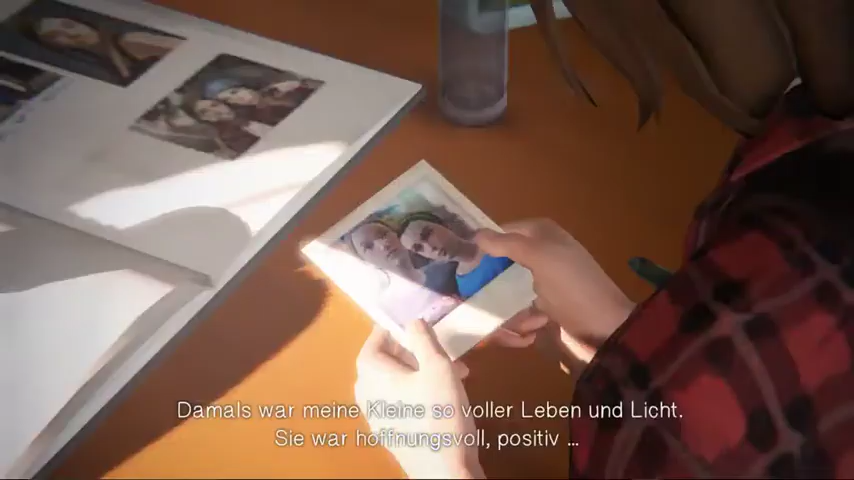 Damals war meine Kleine so voller Leben und Licht.
Sie war hoffnungsvoll, positiv ...